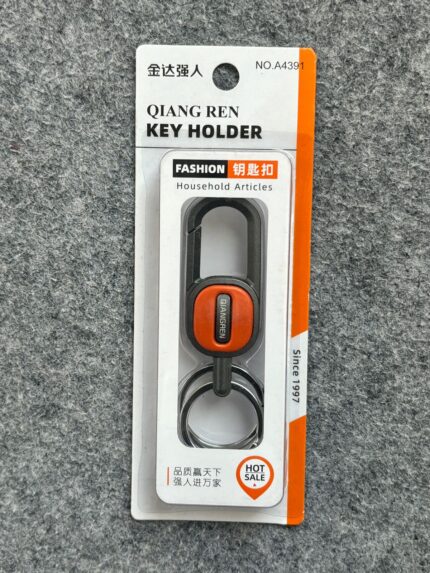 金达强人
NO.A4391
QIANG REN
KEY HOLDER
FASHION 钥匙扣
Household Articles
QIANGREN
Since 1997
品质赢天下
强人进万家
HOT
SALE